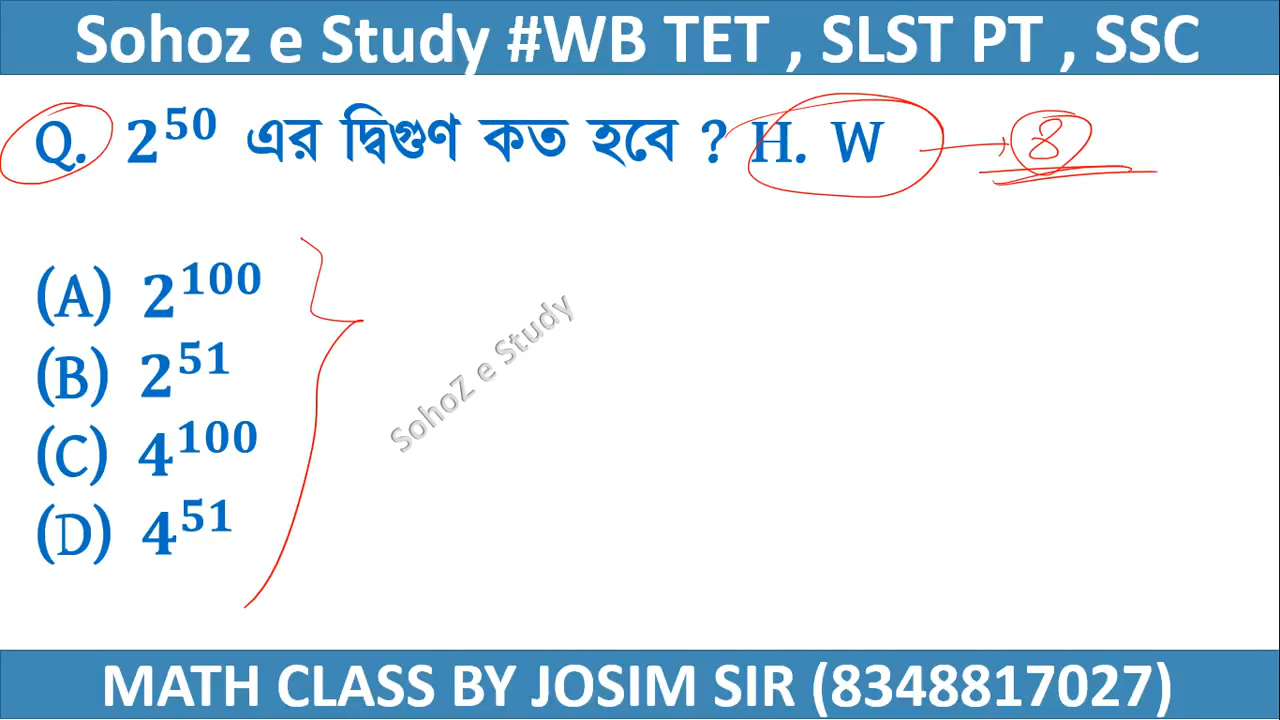 Sohoz e Study #WB TET , SLST PT , SSC
Q. 2⁵⁰ এর দ্বিগুণ কত হবে ? H. W → 8
(A) 2¹⁰⁰
(B) 2⁵¹
(C) 4¹⁰⁰
(D) 4⁵¹
SohoZ e Study
MATH CLASS BY JOSIM SIR (8348817027)